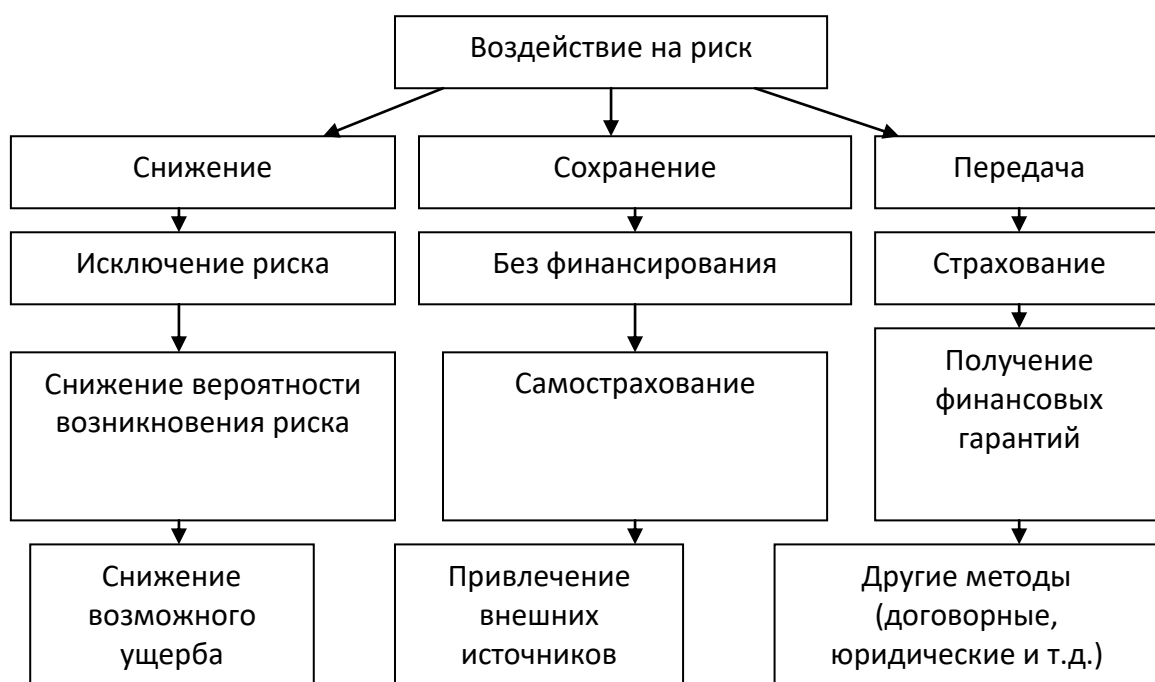 Воздействие на риск
Снижение
Сохранение
Передача
Исключение риска
Без финансирования
Страхование
Снижение вероятности
возникновения риска
Самострахование
Получение
финансовых
гарантий
Снижение
возможного
ущерба
Привлечение
внешних
источников
Другие методы
(договорные,
юридические и т.д.)